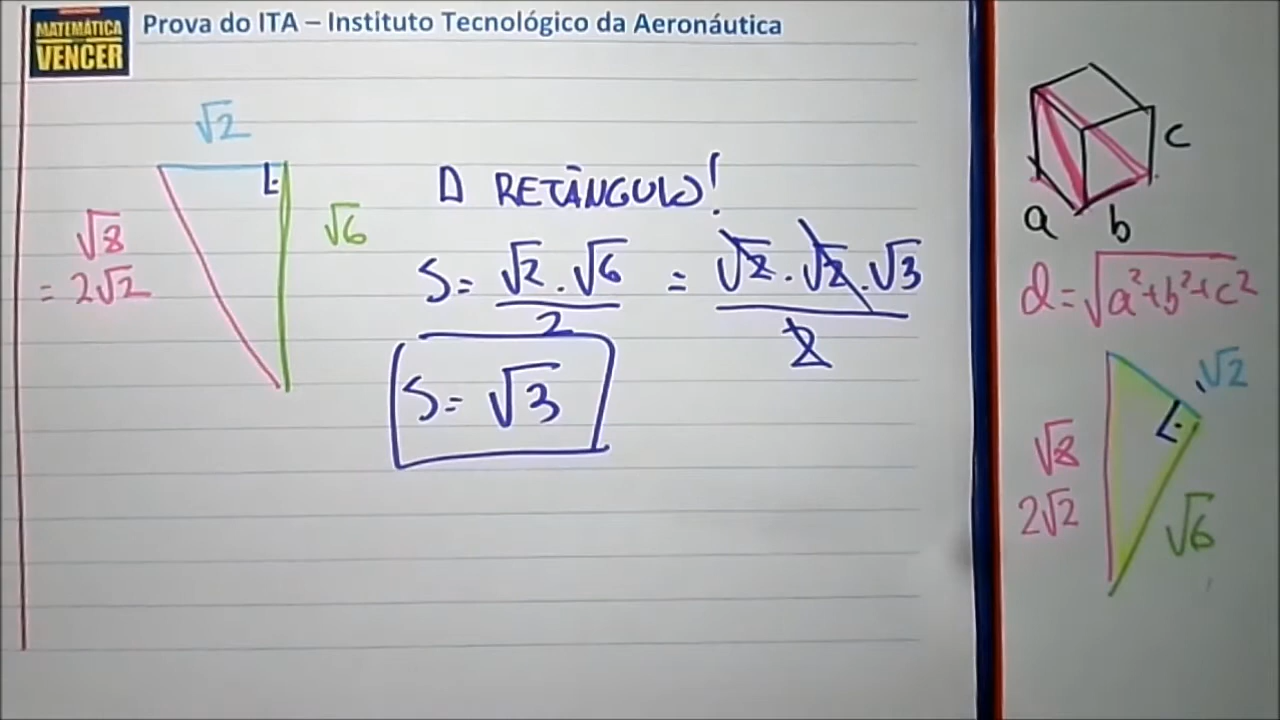 MATEMÁTICA
VENCER
Prova do ITA – Instituto Tecnológico da Aeronáutica
√2
√8
= 2√2
√6
Δ RETÂNGULO!
S = √2 . √6 / 2 = √2 . √2 . √3 / 2
S = √3
c
a
b
d = √a²+b²+c²
√2
√8
2√2
√6